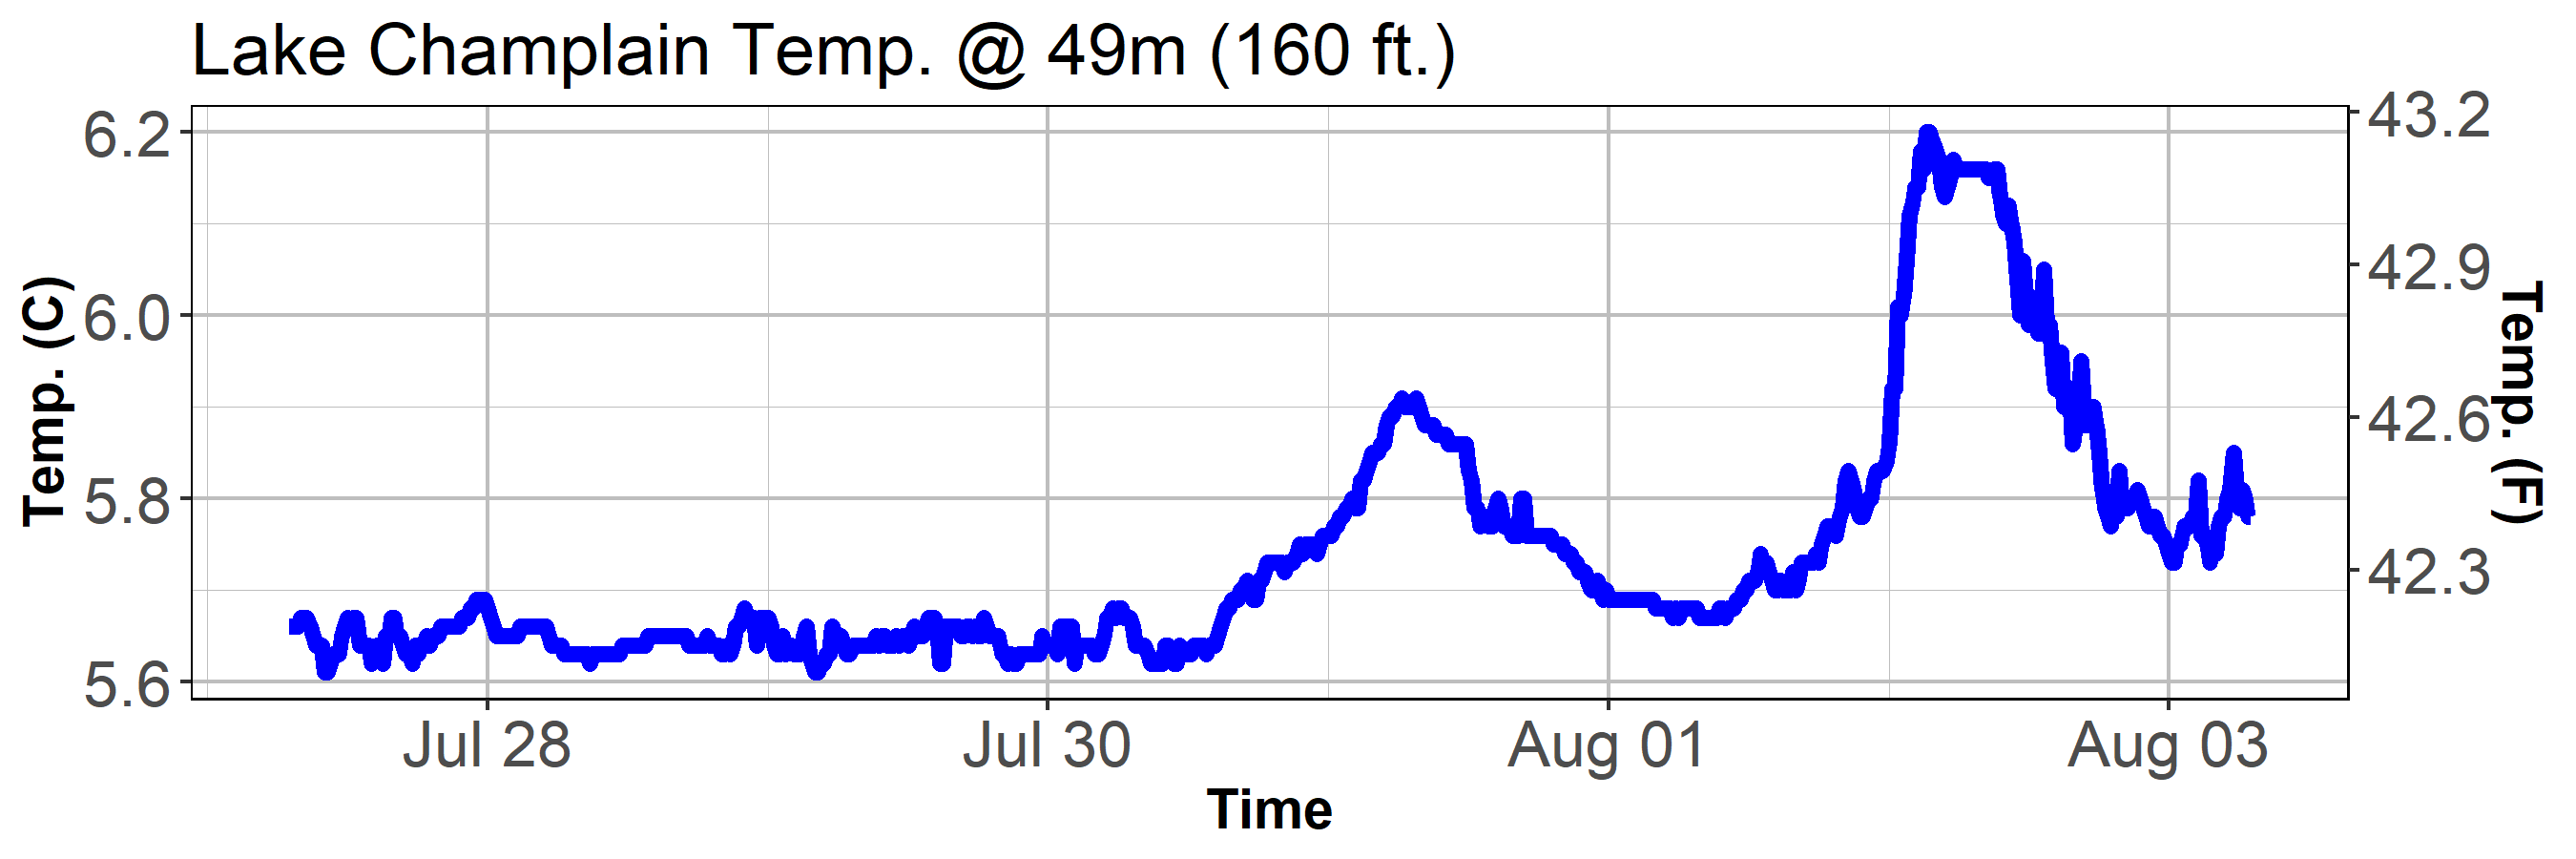 Lake Champlain Temp. @ 49m (160 ft.)
6.2
6.0
5.8
5.6
Temp. (C)
43.2
42.9
42.6
42.3
Temp. (F)
Jul 28 Jul 30 Aug 01 Aug 03
Time